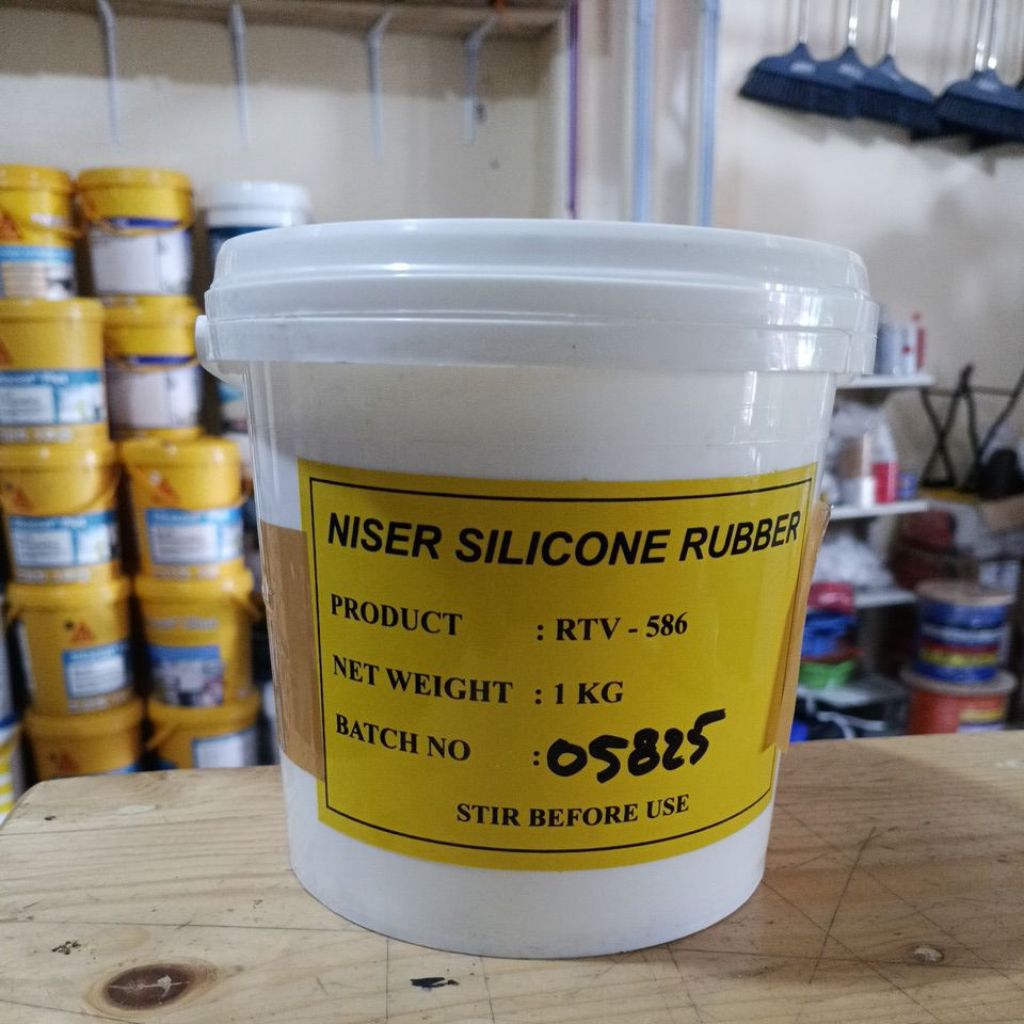 NISER SILICONE RUBBER
PRODUCT : RTV - 586
NET WEIGHT : 1 KG
BATCH NO : 05825
STIR BEFORE USE